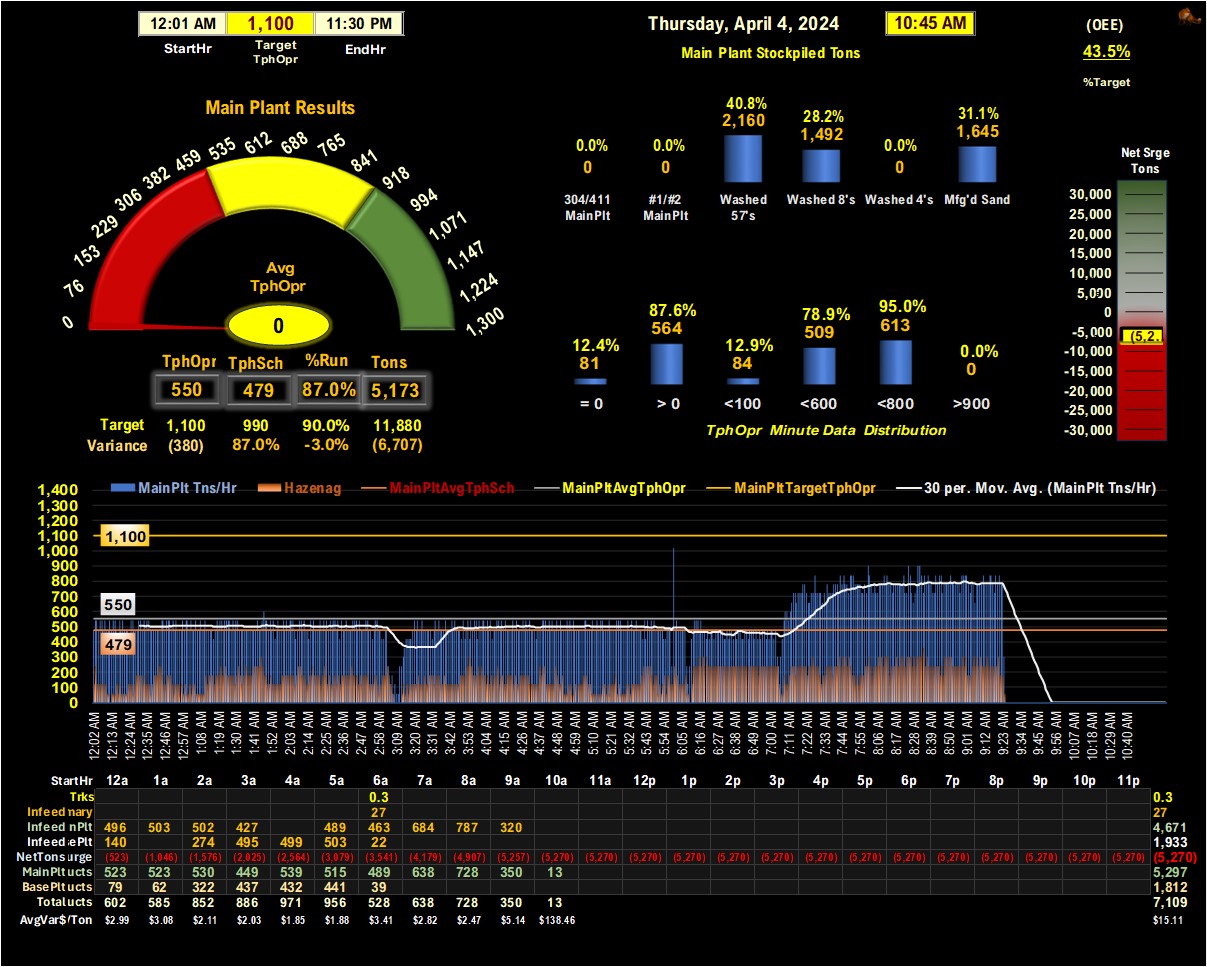 12:01 AM 1,100 11:30 PM
StartHr Target TphOpr EndHr
Thursday, April 4, 2024 10:45 AM
Main Plant Stockpiled Tons
(OEE)
43.5%
%Target
Main Plant Results
0 76 153 229 306 382 459 535 612 688 765 841 918 994 1,071 1,147 1,224 1,300
Avg
TphOpr
0
40.8% 28.2% 31.1%
2,160 1,492 1,645
0.0% 0.0% 0.0%
0 0 0
304/411 MainPlt #1/#2 MainPlt Washed 57's Washed 8's Washed 4's Mfg'd Sand
Net Srge
Tons
30,000
25,000
20,000
15,000
10,000
5,000
0
-5,000
(5,2.
-10,000
-15,000
-20,000
-25,000
-30,000
TphOpr TphSch %Run Tons
550 479 87.0% 5,173
Target 1,100 990 90.0% 11,880
Variance (380) 87.0% -3.0% (6,707)
12.4% 87.6% 12.9% 78.9% 95.0% 0.0%
81 564 84 509 613 0
= 0 > 0 <100 <600 <800 >900
TphOpr Minute Data Distribution
MainPlt Tns/Hr Hazenag MainPltAvgTphSch MainPltAvgTphOpr MainPltTargetTphOpr 30 per. Mov. Avg. (MainPlt Tns/Hr)
1,400
1,300
1,200
1,100
1,000
900
800
700
600
500
400
300
200
100
0
1,100
550
479
12:02 AM 12:13 AM 12:24 AM 12:35 AM 12:46 AM 12:57 AM 1:08 AM 1:19 AM 1:30 AM 1:41 AM 1:52 AM 2:03 AM 2:14 AM 2:25 AM 2:36 AM 2:47 AM 2:58 AM 3:09 AM 3:20 AM 3:31 AM 3:42 AM 3:53 AM 4:04 AM 4:15 AM 4:26 AM 4:37 AM 4:48 AM 4:59 AM 5:10 AM 5:21 AM 5:32 AM 5:43 AM 5:54 AM 6:05 AM 6:16 AM 6:27 AM 6:38 AM 6:49 AM 7:00 AM 7:11 AM 7:22 AM 7:33 AM 7:44 AM 7:55 AM 8:06 AM 8:17 AM 8:28 AM 8:39 AM 8:50 AM 9:01 AM 9:12 AM 9:23 AM 9:34 AM 9:45 AM 9:56 AM 10:07 AM 10:18 AM 10:29 AM 10:40 AM
StartHr 12a 1a 2a 3a 4a 5a 6a 7a 8a 9a 10a 11a 12p 1p 2p 3p 4p 5p 6p 7p 8p 9p 10p 11p
Trks 0.3 0.3
Infeed mary 27 27
Infeed nPlt 496 503 502 427 489 463 684 787 320 4,671
Infeed ePlt 140 274 495 499 503 22 1,933
NetTons urge (523) (1,046) (1,576) (2,025) (2,564) (3,079) (3,541) (4,179) (4,907) (5,257) (5,270) (5,270) (5,270) (5,270) (5,270) (5,270) (5,270) (5,270) (5,270) (5,270) (5,270) (5,270) (5,270) (5,270) (5,270)
MainPlt ucts 523 523 530 449 539 515 489 638 728 350 13 5,297
BasePlt ucts 79 62 322 437 432 441 39 1,812
Total ucts 602 585 852 886 971 956 528 638 728 350 13 7,109
AvgVar$/Ton $2.99 $3.08 $2.11 $2.03 $1.85 $1.88 $3.41 $2.82 $2.47 $5.14 $138.46 $15.11